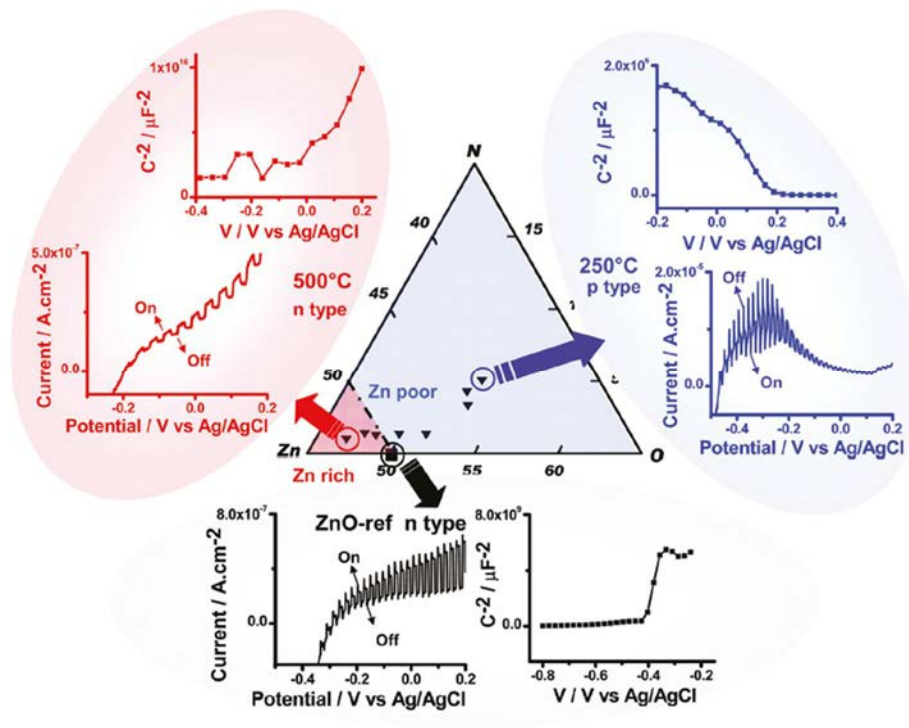 1x10¹⁶
C⁻² / µF⁻²
0
-0.4 -0.2 0.0 0.2
V / V vs Ag/AgCl
5.0x10⁻⁷
Current / A.cm-2
0.0
On
Off
-0.2 0.0 0.2
Potential / V vs Ag/AgCl
500°C
n type
N
40
15
45
50
Zn poor
Zn
Zn rich
50
55
60
O
2.0x10⁹
C⁻² / µF⁻²
0.0
-0.2 0.0 0.2 0.4
V / V vs Ag/AgCl
250°C
p type
Off
Current / A.cm-2
0.0
On
-0.4 -0.2 0.0 0.2
Potential / V vs Ag/AgCl
8.0x10⁻⁷
ZnO-ref n type
Current / A.cm-2
On
0.0
Off
-0.2 0.0 0.2
Potential / V vs Ag/AgCl
8.0x10⁹
C⁻² / µF⁻²
0.0
-0.8 -0.6 -0.4 -0.2
V / V vs Ag/AgCl